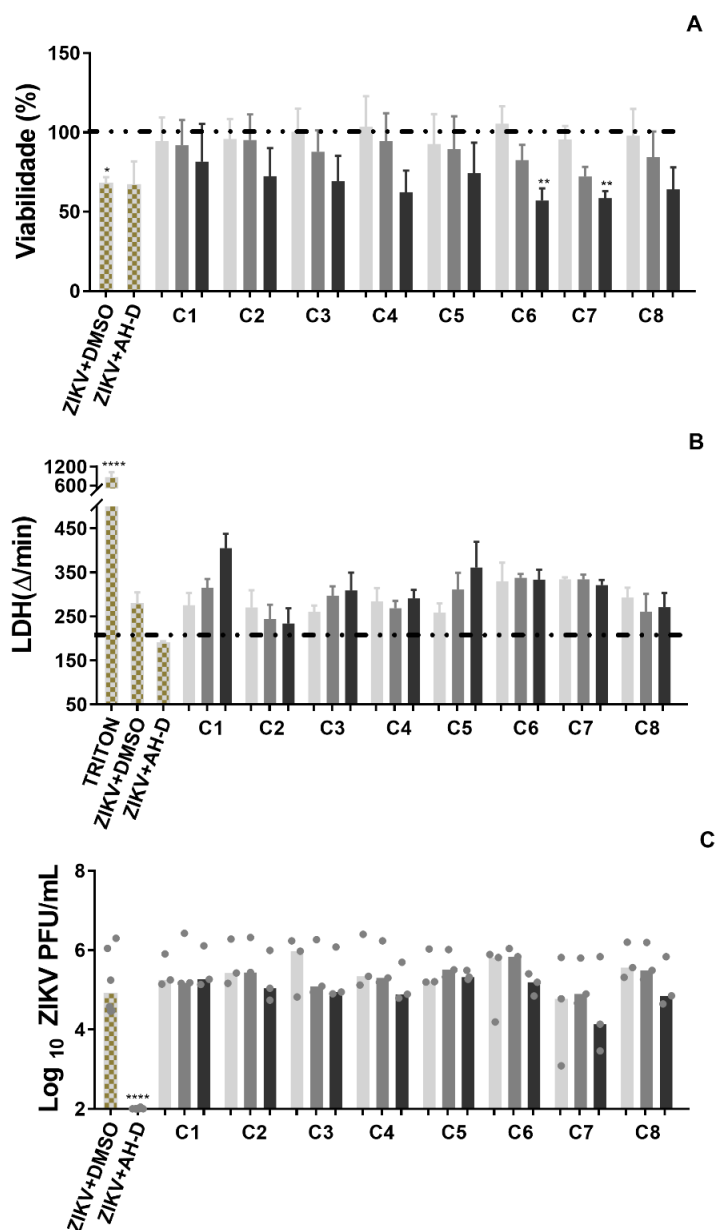 A
Viabilidade (%)
150
100
50
0
* ** **
ZIKV+DMSO
ZIKV+AH-D
C1 C2 C3 C4 C5 C6 C7 C8
B
LDH(Δ/min)
1200
600
450
350
250
150
50
****
TRITON
ZIKV+DMSO
ZIKV+AH-D
C1 C2 C3 C4 C5 C6 C7 C8
C
Log 10 ZIKV PFU/mL
8
6
4
2
****
ZIKV+DMSO
ZIKV+AH-D
C1 C2 C3 C4 C5 C6 C7 C8